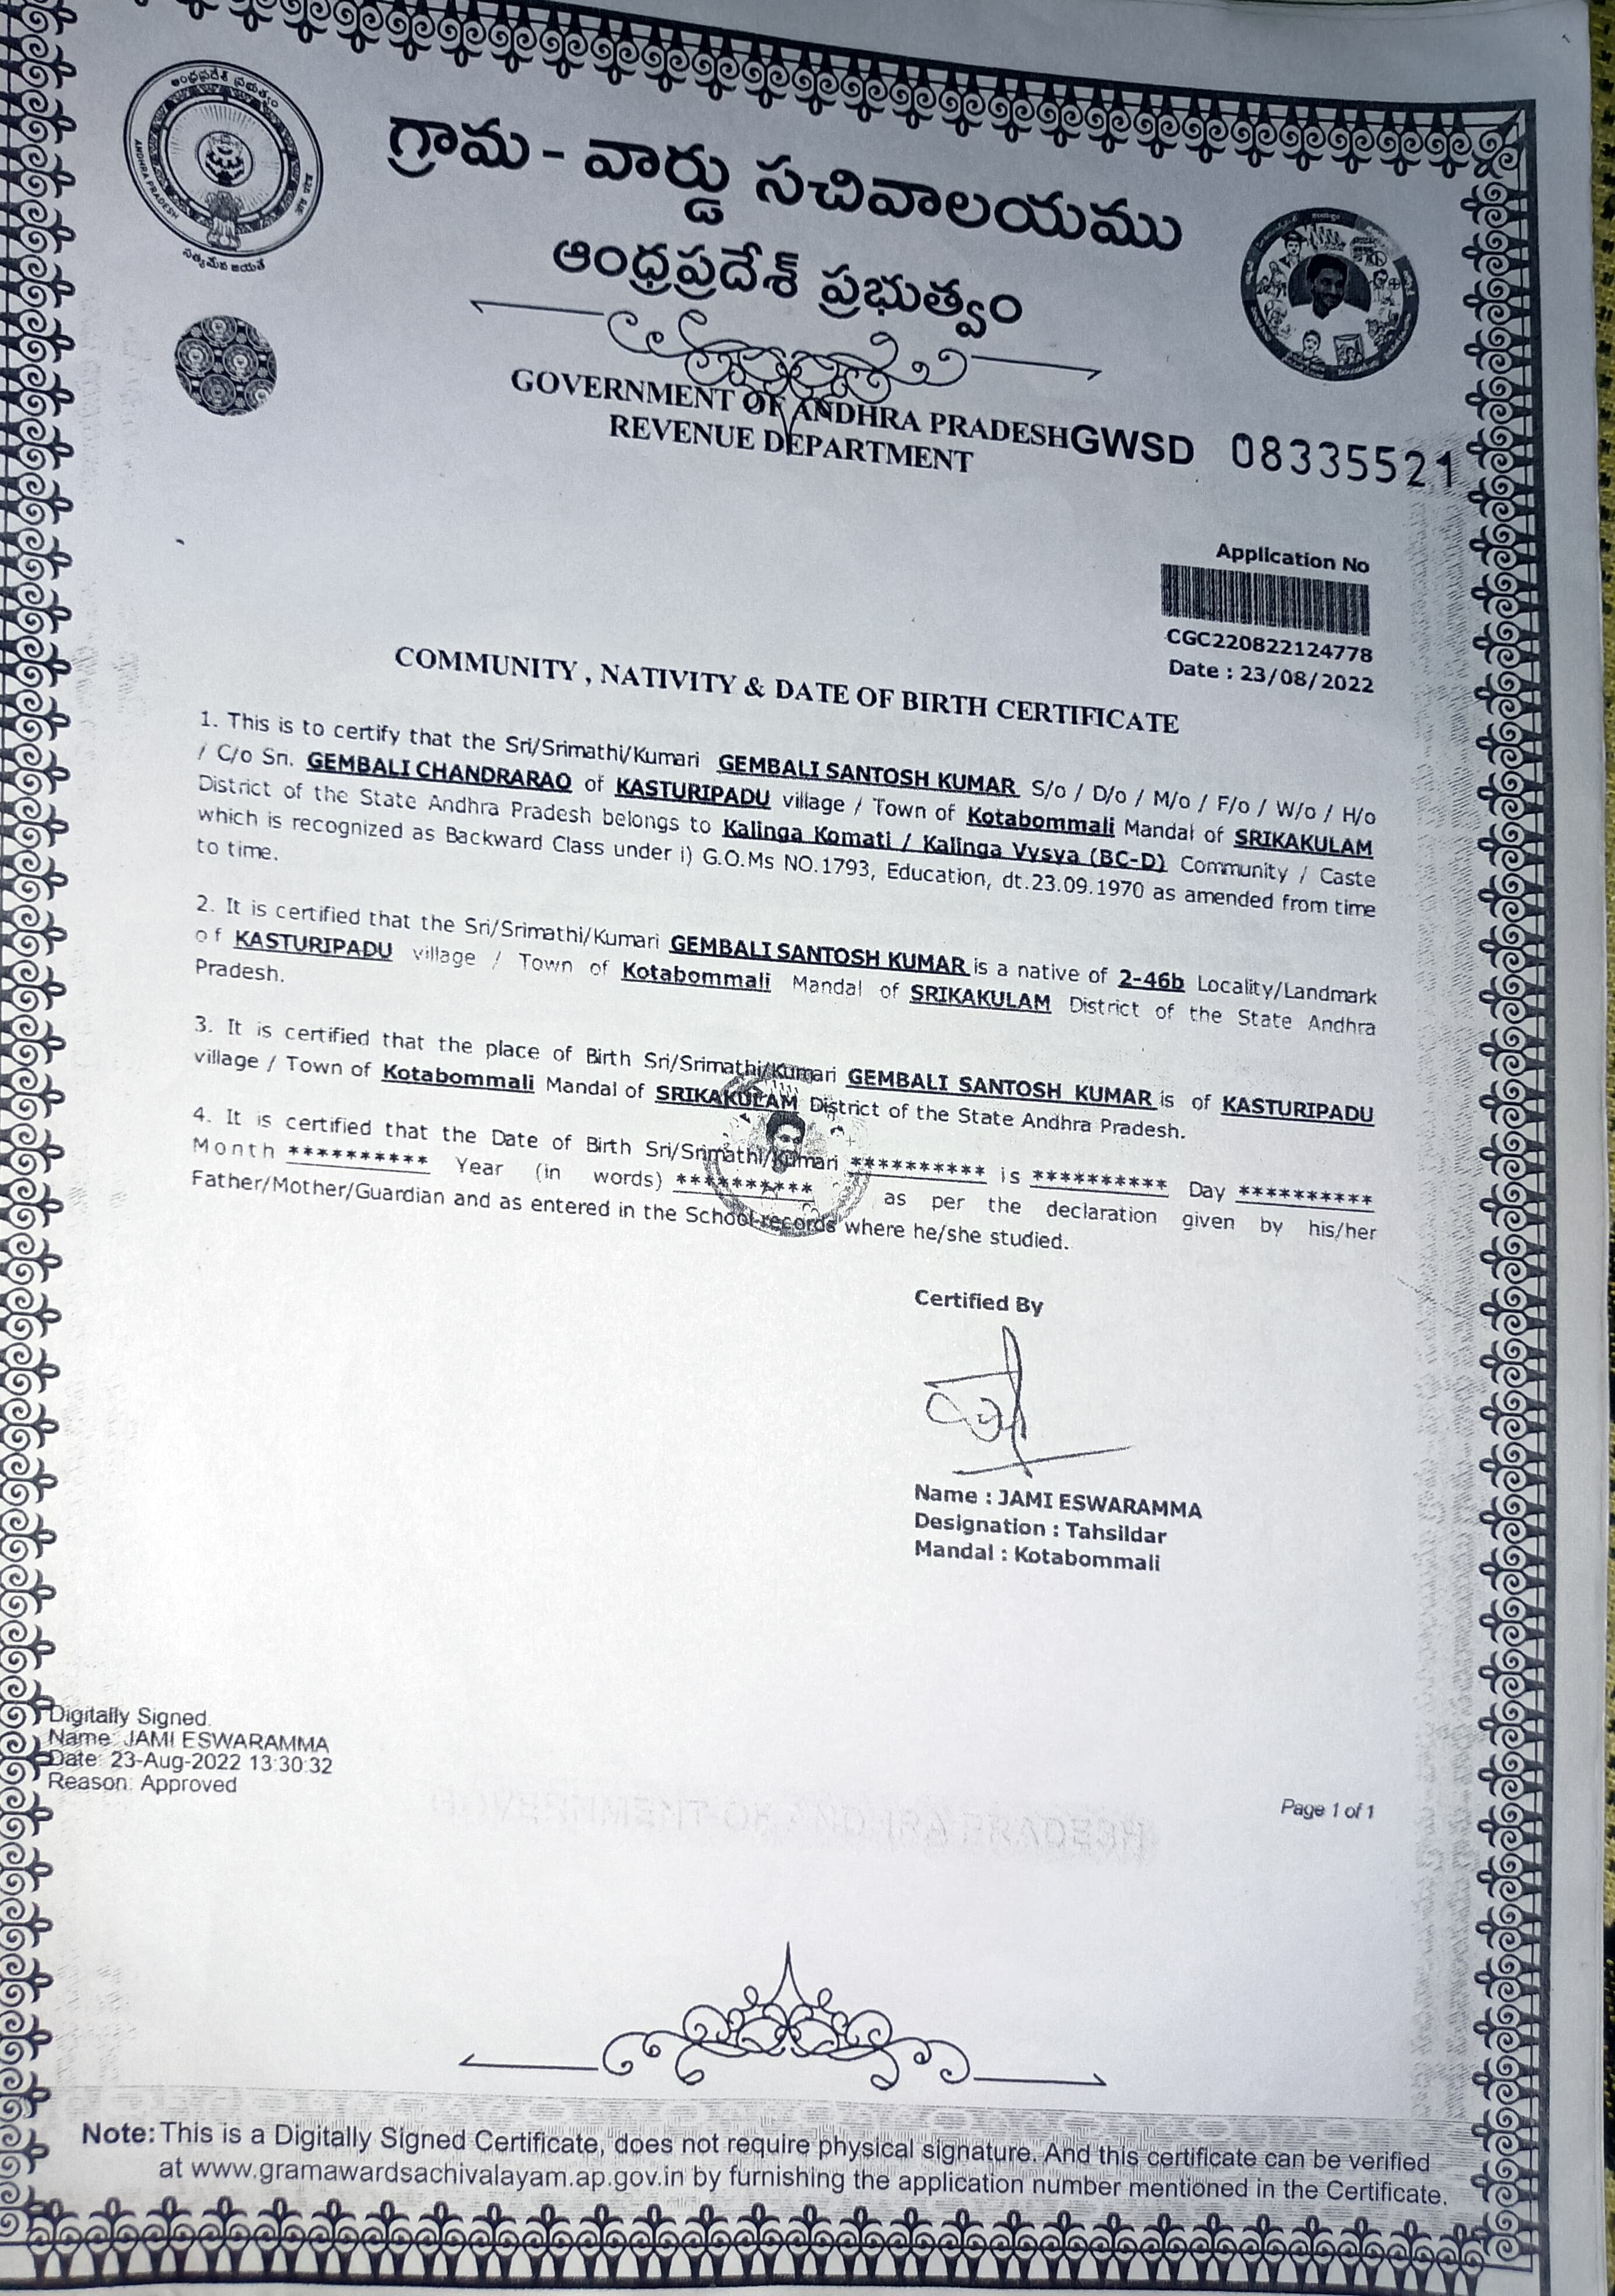 ఆంధ్రప్రదేశ్ ప్రభుత్వం
ANDHRA PRADESH
సత్యమేవ జయతే
గ్రామ - వార్డు సచివాలయము
ఆంధ్రప్రదేశ్ ప్రభుత్వం
GOVERNMENT OF ANDHRA PRADESH
REVENUE DEPARTMENT
GWSD 08335521
Application No
CGC220822124778
Date : 23/08/2022
COMMUNITY , NATIVITY & DATE OF BIRTH CERTIFICATE
1. This is to certify that the Sri/Srimathi/Kumari GEMBALI SANTOSH KUMAR S/o / D/o / M/o / F/o / W/o / H/o
/ C/o Sri. GEMBALI CHANDRARAO of KASTURIPADU village / Town of Kotabommali Mandal of SRIKAKULAM
District of the State Andhra Pradesh belongs to Kalinga Komati / Kalinga Vysya (BC-D) Community / Caste
which is recognized as Backward Class under i) G.O.Ms NO.1793, Education, dt.23.09.1970 as amended from time
to time.
2. It is certified that the Sri/Srimathi/Kumari GEMBALI SANTOSH KUMAR is a native of 2-46b Locality/Landmark
of KASTURIPADU village / Town of Kotabommali Mandal of SRIKAKULAM District of the State Andhra
Pradesh.
3. It is certified that the place of Birth Sri/Srimathi/Kumari GEMBALI SANTOSH KUMAR is of KASTURIPADU
village / Town of Kotabommali Mandal of SRIKAKULAM District of the State Andhra Pradesh.
4. It is certified that the Date of Birth Sri/Srimathi/Kumari ********** is ********** Day **********
Month ********** Year (in words) ********** as per the declaration given by his/her
Father/Mother/Guardian and as entered in the School records where he/she studied.
Certified By
Name : JAMI ESWARAMMA
Designation : Tahsildar
Mandal : Kotabommali
Digitally Signed.
Name: JAMI ESWARAMMA
Date: 23-Aug-2022 13:30:32
Reason: Approved
Page 1 of 1
Note: This is a Digitally Signed Certificate, does not require physical signature. And this certificate can be verified
at www.gramawardsachivalayam.ap.gov.in by furnishing the application number mentioned in the Certificate.